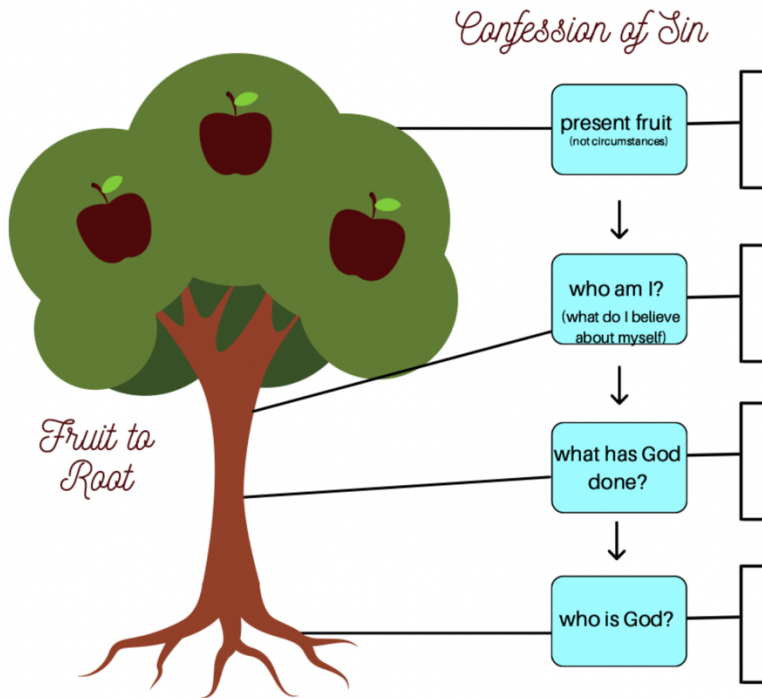 Confession of Sin
present fruit
(not circumstances)
who am I?
(what do I believe
about myself)
Fruit to
Root
what has God
done?
who is God?